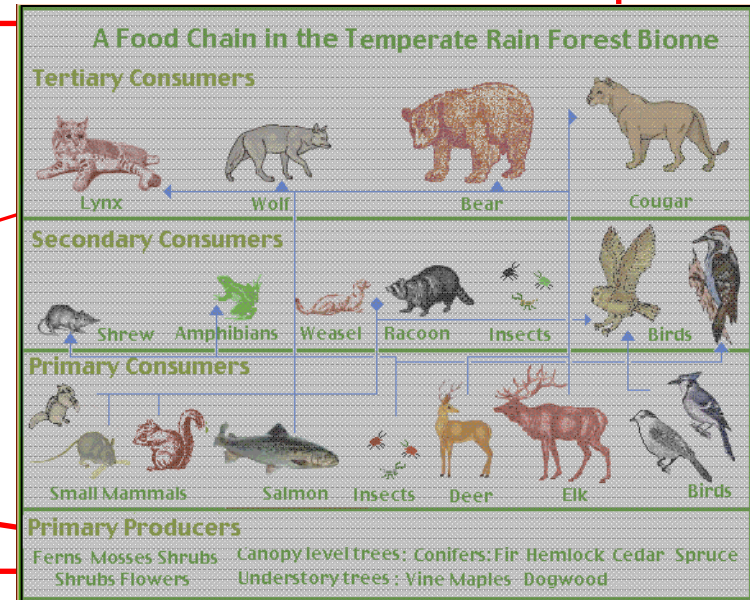 A Food Chain in the Temperate Rain Forest Biome
Tertiary Consumers
Lynx Wolf Bear Cougar
Secondary Consumers
Shrew Amphibians Weasel Racoon Insects Birds
Primary Consumers
Small Mammals Salmon Insects Deer Elk Birds
Primary Producers
Ferns Mosses Shrubs Canopy level trees: Conifers: Fir Hemlock Cedar Spruce
Shrubs Flowers Understory trees: Vine Maples Dogwood